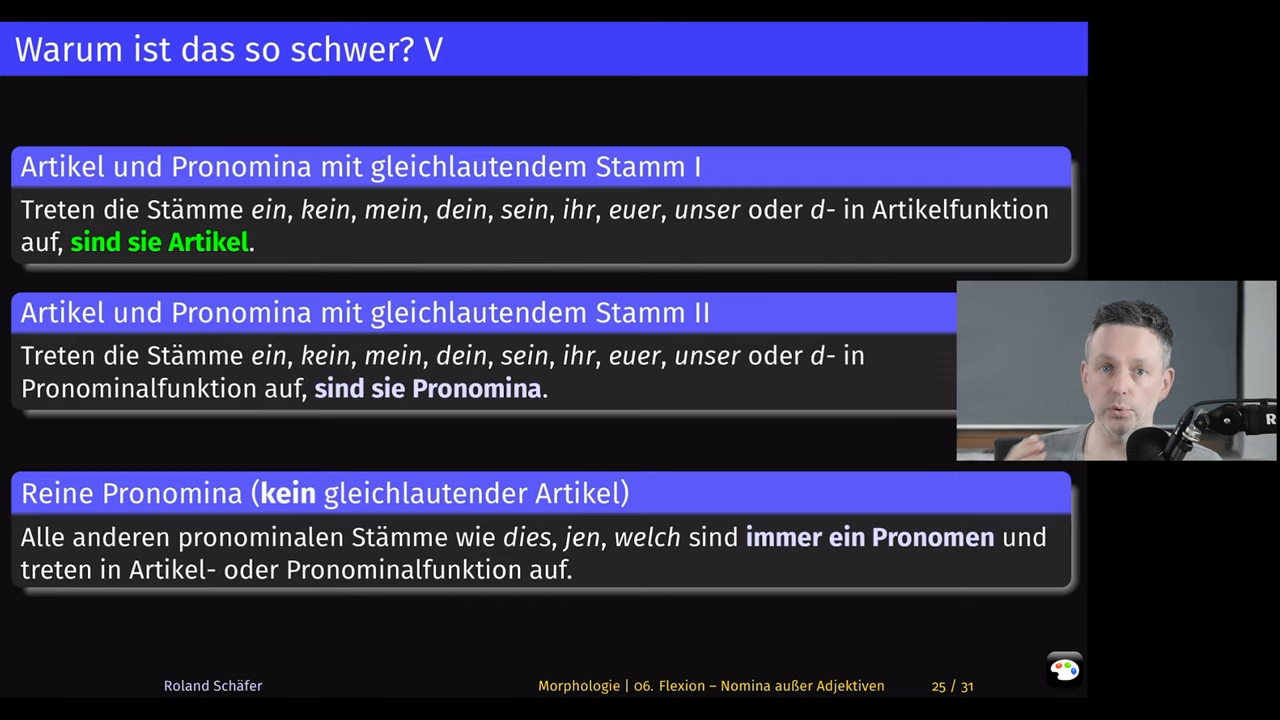 Warum ist das so schwer? V
Artikel und Pronomina mit gleichlautendem Stamm I
Treten die Stämme ein, kein, mein, dein, sein, ihr, euer, unser oder d- in Artikelfunktion
auf, sind sie Artikel.
Artikel und Pronomina mit gleichlautendem Stamm II
Treten die Stämme ein, kein, mein, dein, sein, ihr, euer, unser oder d- in
Pronominalfunktion auf, sind sie Pronomina.
Reine Pronomina (kein gleichlautender Artikel)
Alle anderen pronominalen Stämme wie dies, jen, welch sind immer ein Pronomen und
treten in Artikel- oder Pronominalfunktion auf.
Roland Schäfer
Morphologie | 06. Flexion – Nomina außer Adjektiven
25 / 31